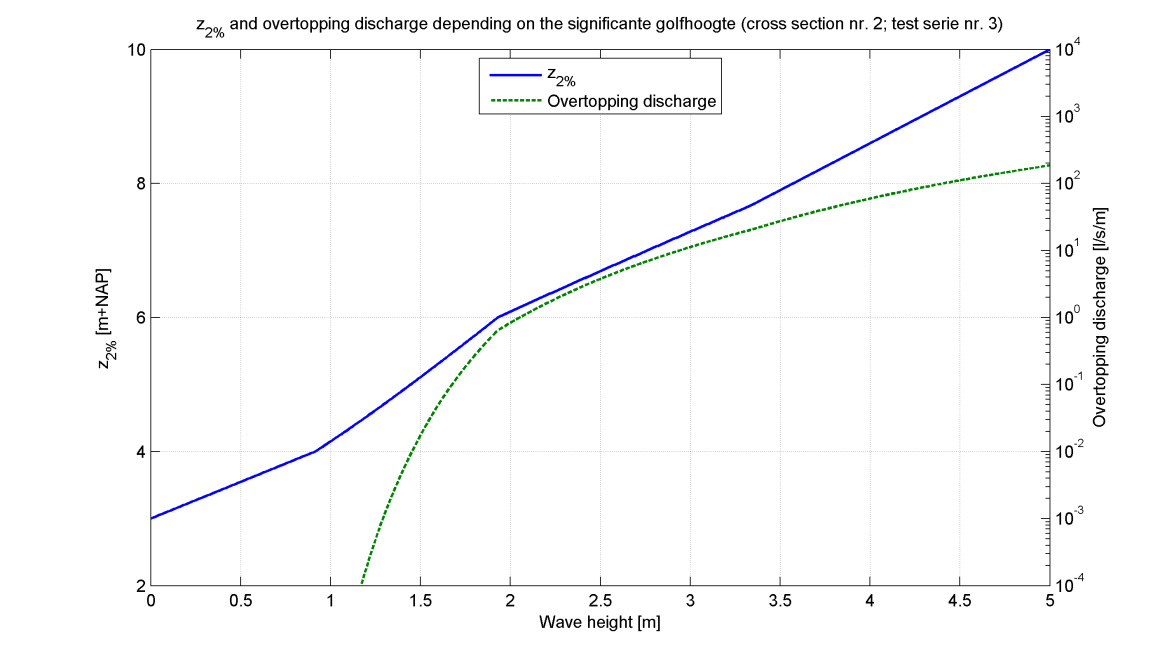 z2% and overtopping discharge depending on the significante golfhoogte (cross section nr. 2; test serie nr. 3)
z2%
Overtopping discharge
10
8
6
4
2
z2% [m+NAP]
10^4
10^3
10^2
10^1
10^0
10^-1
10^-2
10^-3
10^-4
Overtopping discharge [l/s/m]
0 0.5 1 1.5 2 2.5 3 3.5 4 4.5 5
Wave height [m]